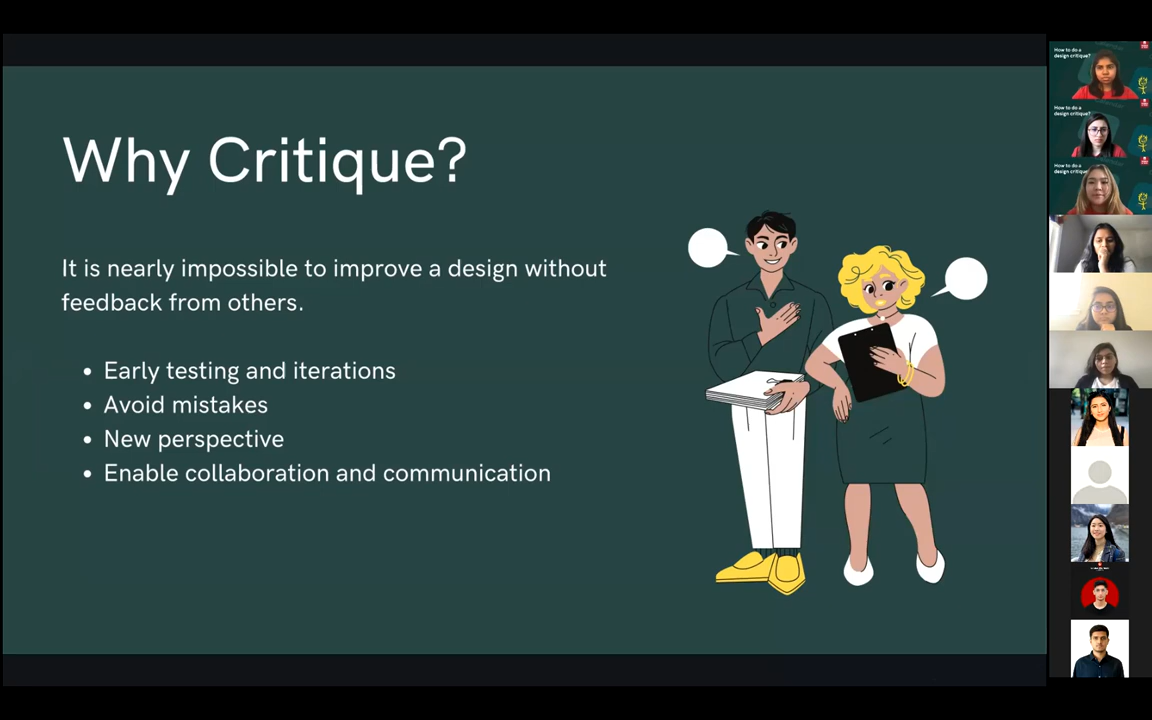 Why Critique?
It is nearly impossible to improve a design without
feedback from others.
• Early testing and iterations
• Avoid mistakes
• New perspective
• Enable collaboration and communication
How to do a
design critique?
How to do a
design critique?
How to do a
design critique?